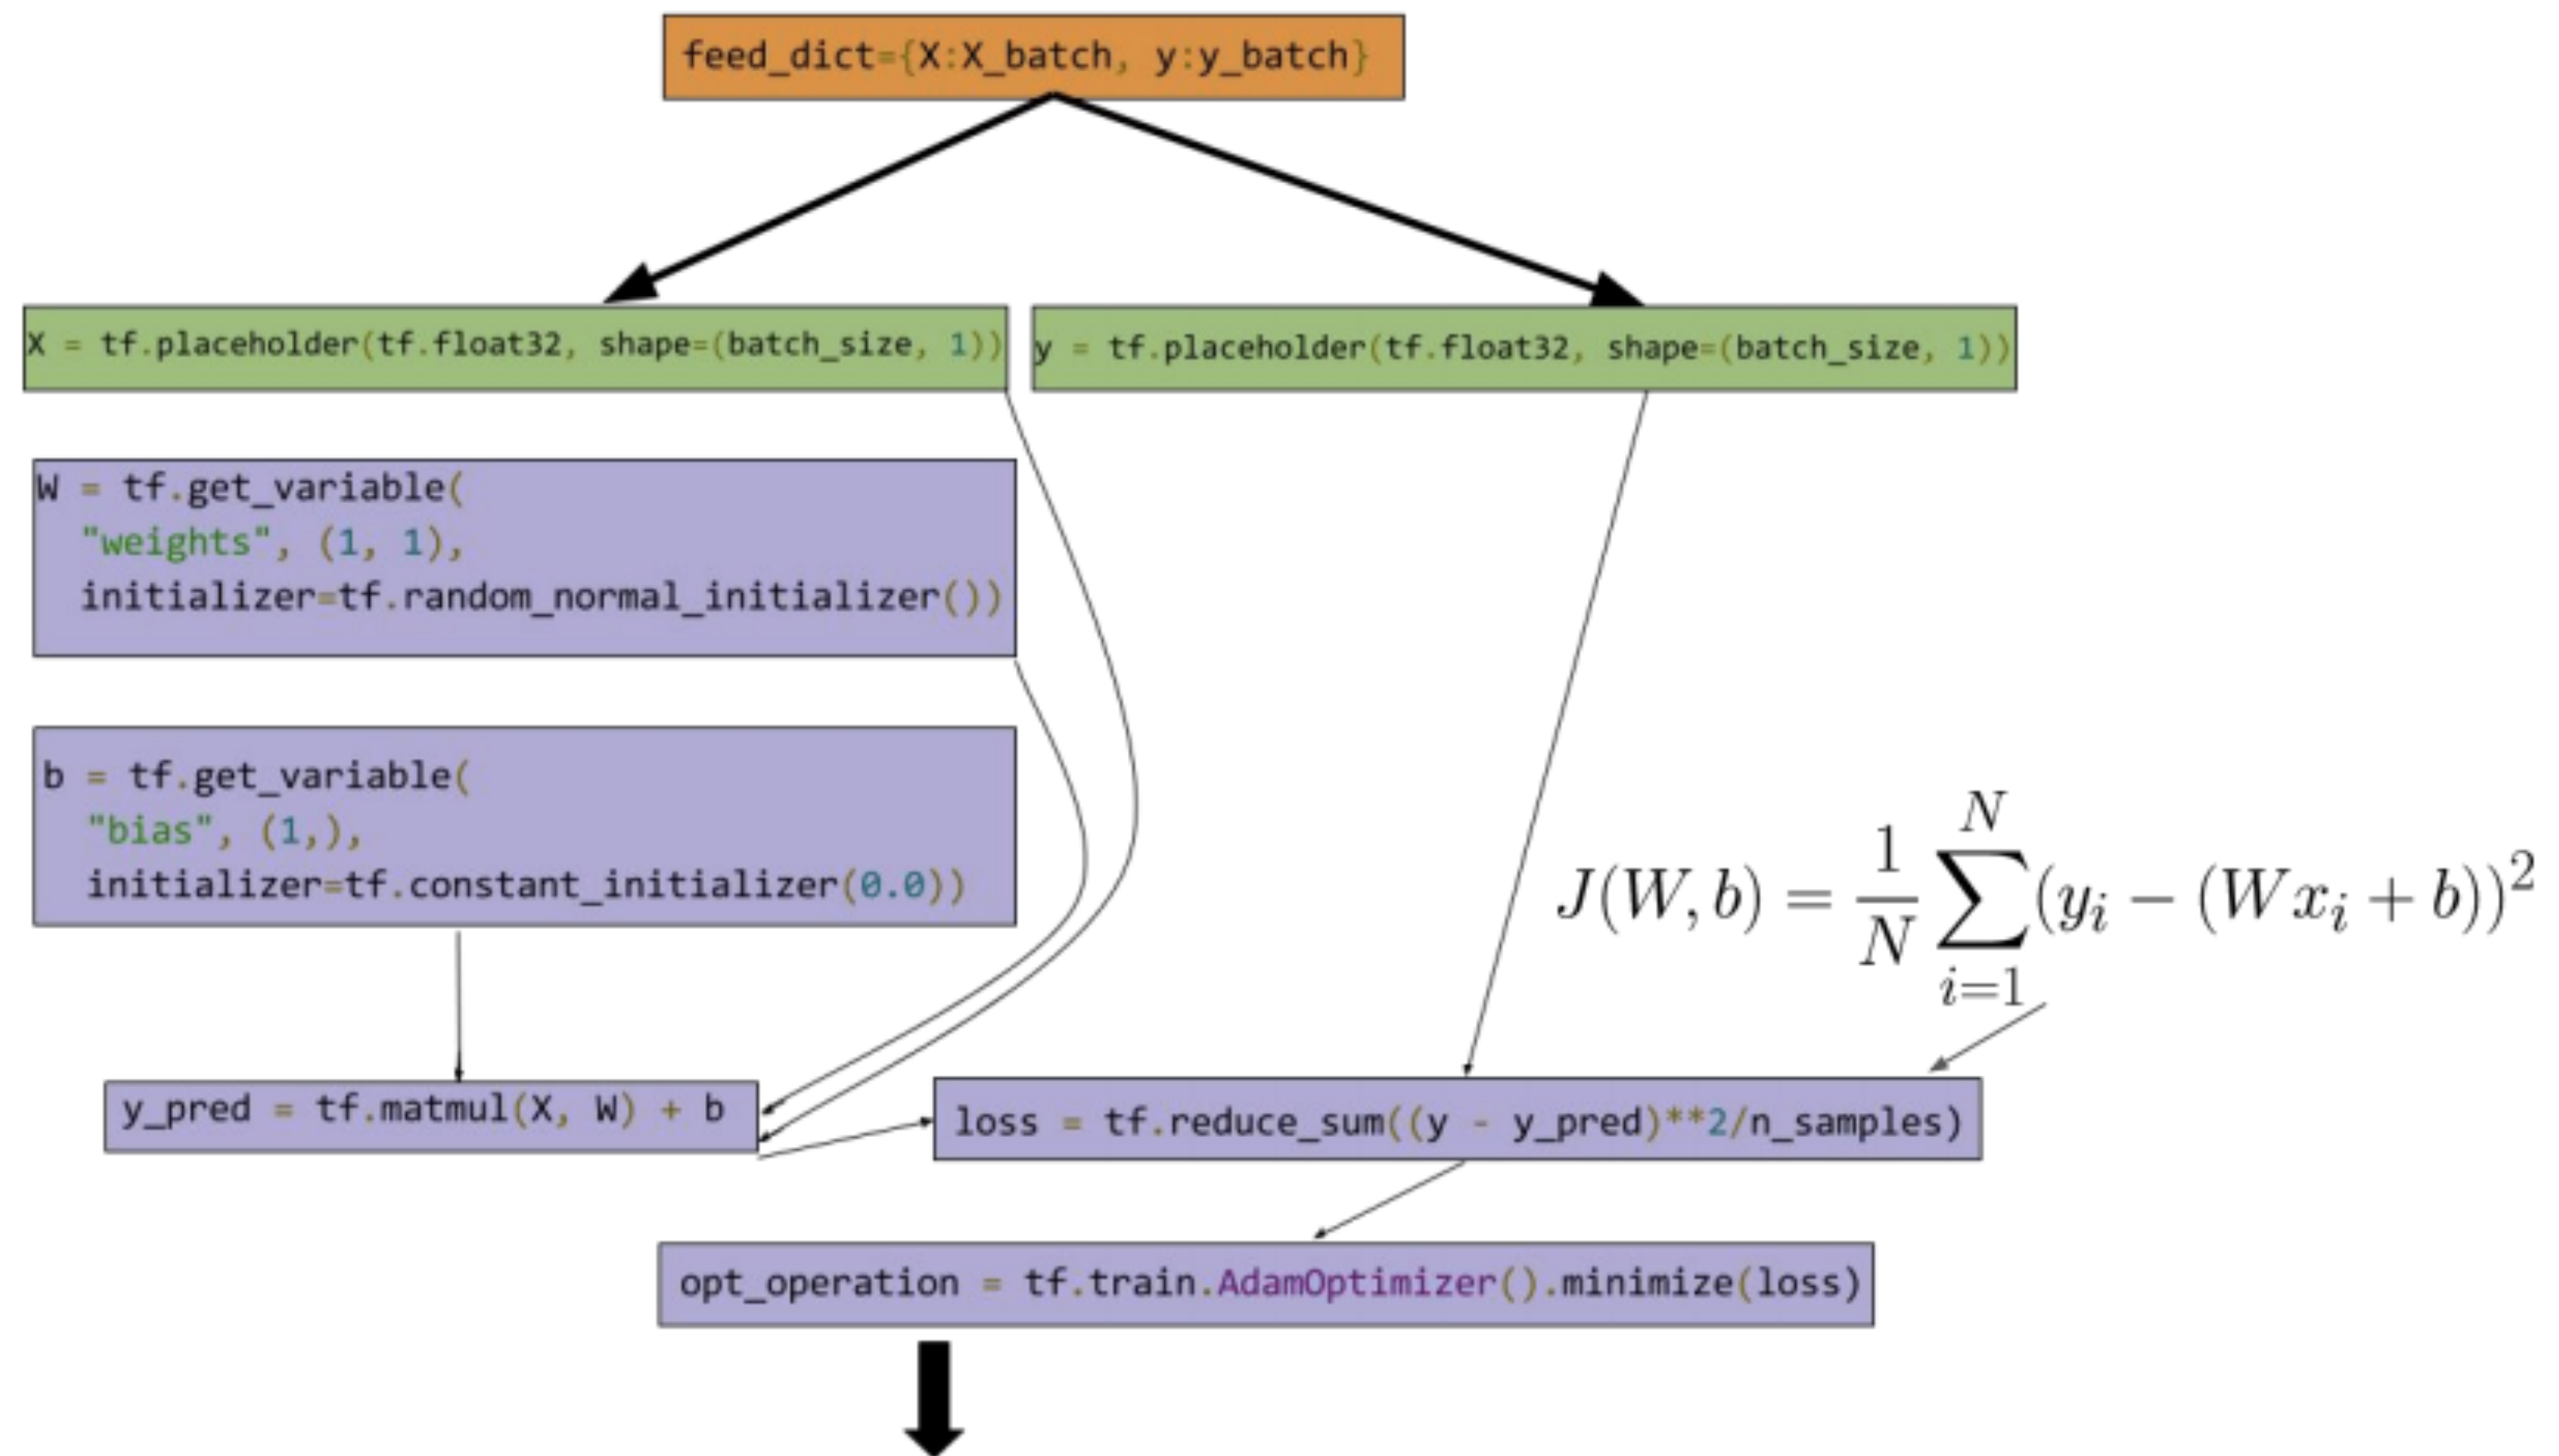 feed_dict={X:X_batch, y:y_batch}
X = tf.placeholder(tf.float32, shape=(batch_size, 1))
y = tf.placeholder(tf.float32, shape=(batch_size, 1))
W = tf.get_variable(
"weights", (1, 1),
initializer=tf.random_normal_initializer())
b = tf.get_variable(
"bias", (1,),
initializer=tf.constant_initializer(0.0))
J(W, b) = \frac{1}{N} \sum_{i=1}^{N} (y_i - (Wx_i + b))^2
y_pred = tf.matmul(X, W) + b
loss = tf.reduce_sum((y - y_pred)**2/n_samples)
opt_operation = tf.train.AdamOptimizer().minimize(loss)